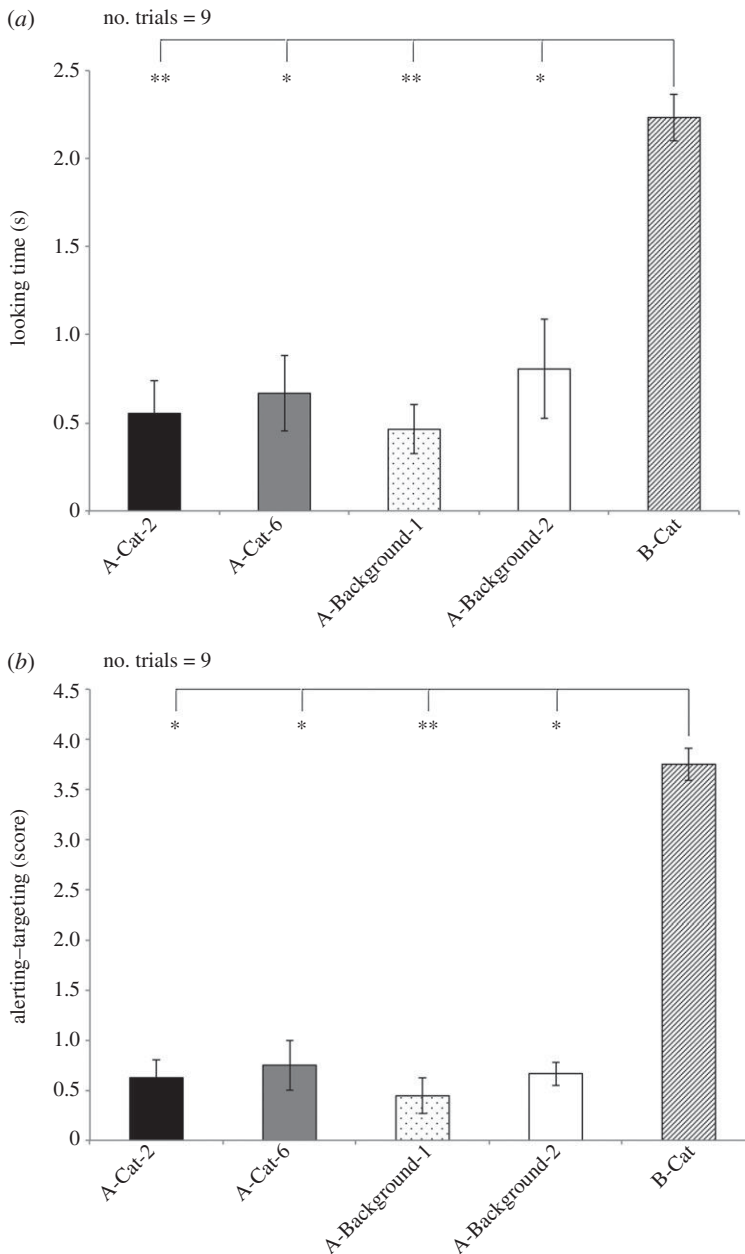 (a) no. trials = 9
** * ** *
2.5
2.0
1.5
1.0
0.5
0
looking time (s)
A-Cat-2
A-Cat-6
A-Background-1
A-Background-2
B-Cat
(b) no. trials = 9
* * ** *
4.5
4.0
3.5
3.0
2.5
2.0
1.5
1.0
0.5
0
alerting–targeting (score)
A-Cat-2
A-Cat-6
A-Background-1
A-Background-2
B-Cat